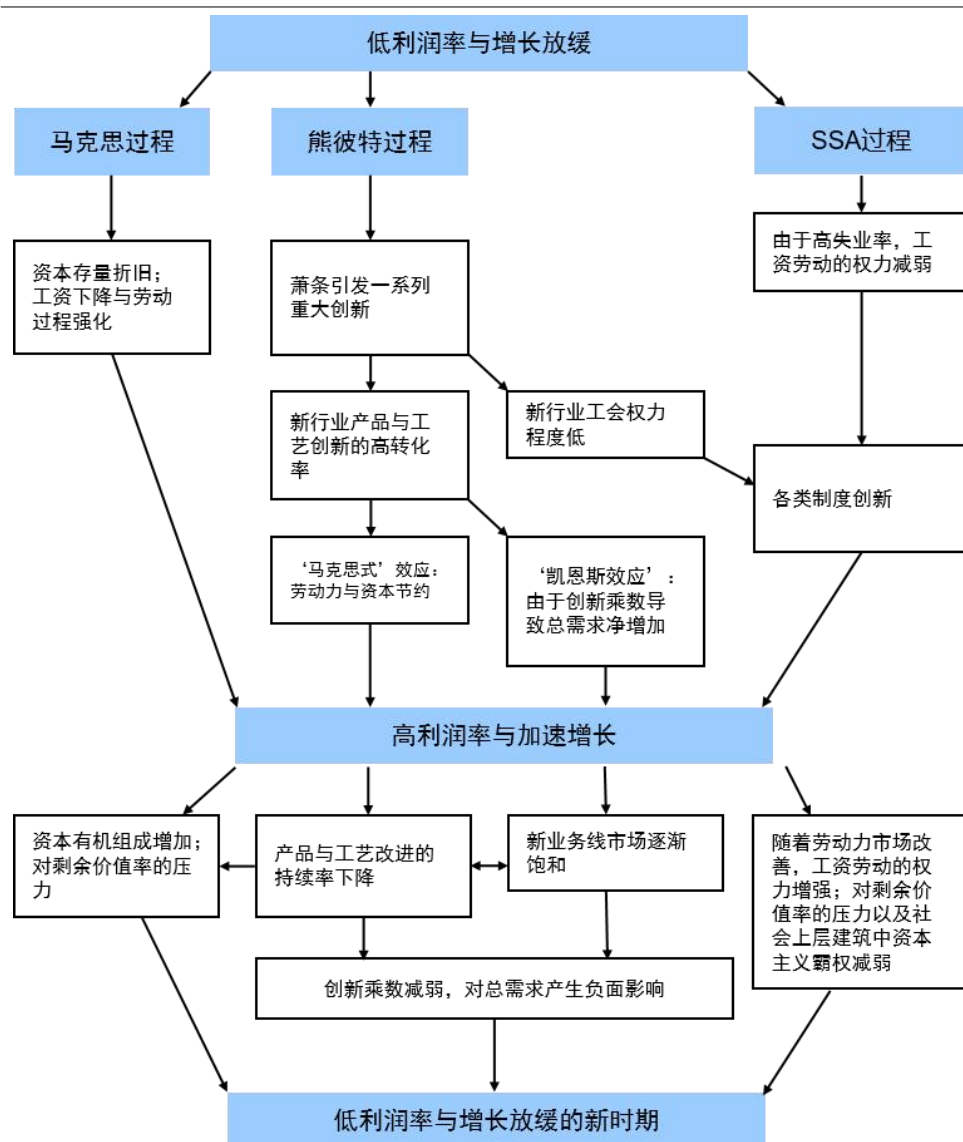 低利润率与增长放缓
马克思过程
熊彼特过程
SSA过程
资本存量折旧；
工资下降与劳动
过程强化
萧条引发一系列
重大创新
由于高失业率，工
资劳动的权力减弱
新行业产品与工
艺创新的高转化
率
新行业工会权力
程度低
各类制度创新
‘马克思式’效应：
劳动力与资本节约
‘凯恩斯效应’：
由于创新乘数导
致总需求净增加
高利润率与加速增长
资本有机组成增加；
对剩余价值率的压
力
产品与工艺改进的
持续率下降
新业务线市场逐渐
饱和
随着劳动力市场改
善，工资劳动的权
力增强；对剩余价
值率的压力以及社
会上层建筑中资本
主义霸权减弱
创新乘数减弱，对总需求产生负面影响
低利润率与增长放缓的新时期